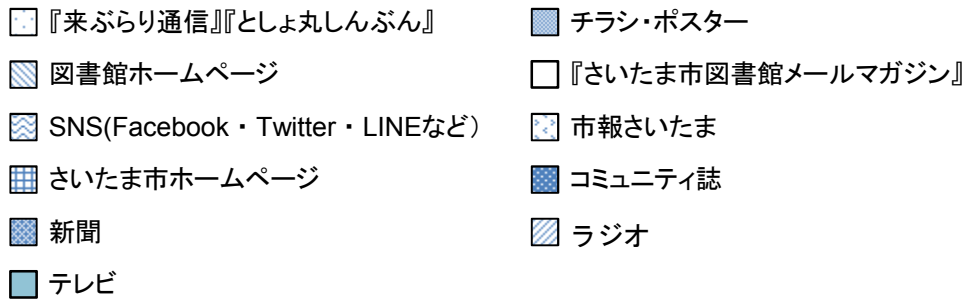 『来ぶらり通信』『としょ丸しんぶん』
チラシ・ポスター
図書館ホームページ
『さいたま市図書館メールマガジン』
SNS(Facebook・Twitter・LINEなど）
市報さいたま
さいたま市ホームページ
コミュニティ誌
新聞
ラジオ
テレビ